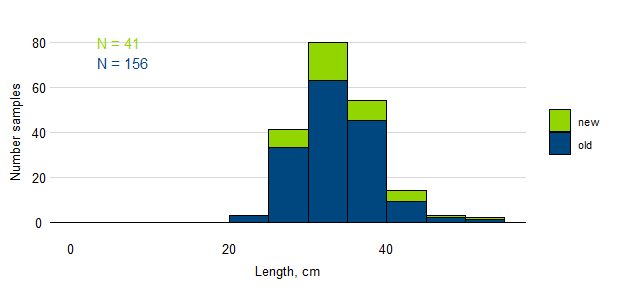 N = 41
N = 156
80
60
40
20
0
Number samples
0 20 40
Length, cm
new
old